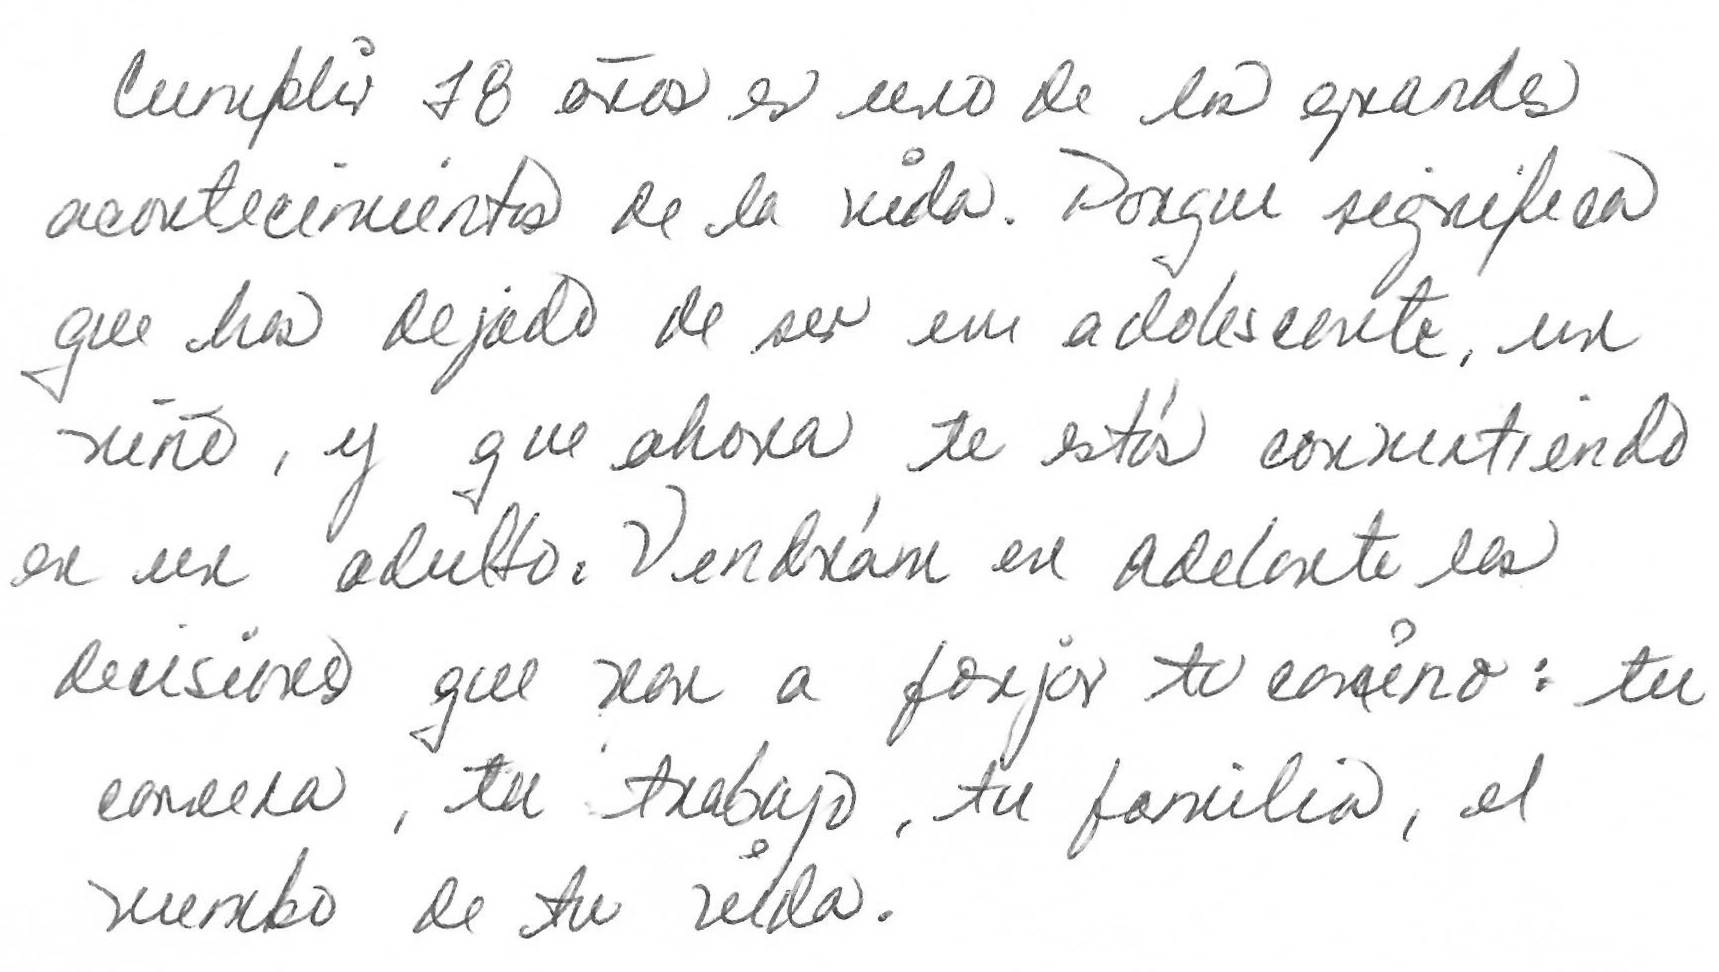 Cumplir 18 años es uno de los grandes
acontecimientos de la vida. Porque significa
que has dejado de ser un adolescente, un
niño, y que ahora te estás convirtiendo
en un adulto. Vendrán en adelante las
decisiones que van a forjar tu camino: tu
carrera, tu trabajo, tu familia, el
rumbo de tu vida.